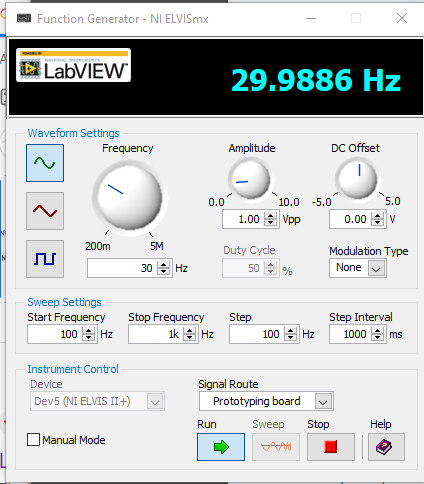 Function Generator - NI ELVISmx
POWERED BY
NATIONAL INSTRUMENTS
LabVIEW™
29.9886 Hz
Waveform Settings
Frequency
Amplitude
DC Offset
0.0 10.0
-5.0 5.0
200m 5M
1.00 Vpp
0.00 V
30 Hz
Duty Cycle
50 %
Modulation Type
None
Sweep Settings
Start Frequency Stop Frequency Step Step Interval
100 Hz 1k Hz 100 Hz 1000 ms
Instrument Control
Device
Signal Route
Dev5 (NI ELVIS II+)
Prototyping board
Run Sweep Stop Help
Manual Mode